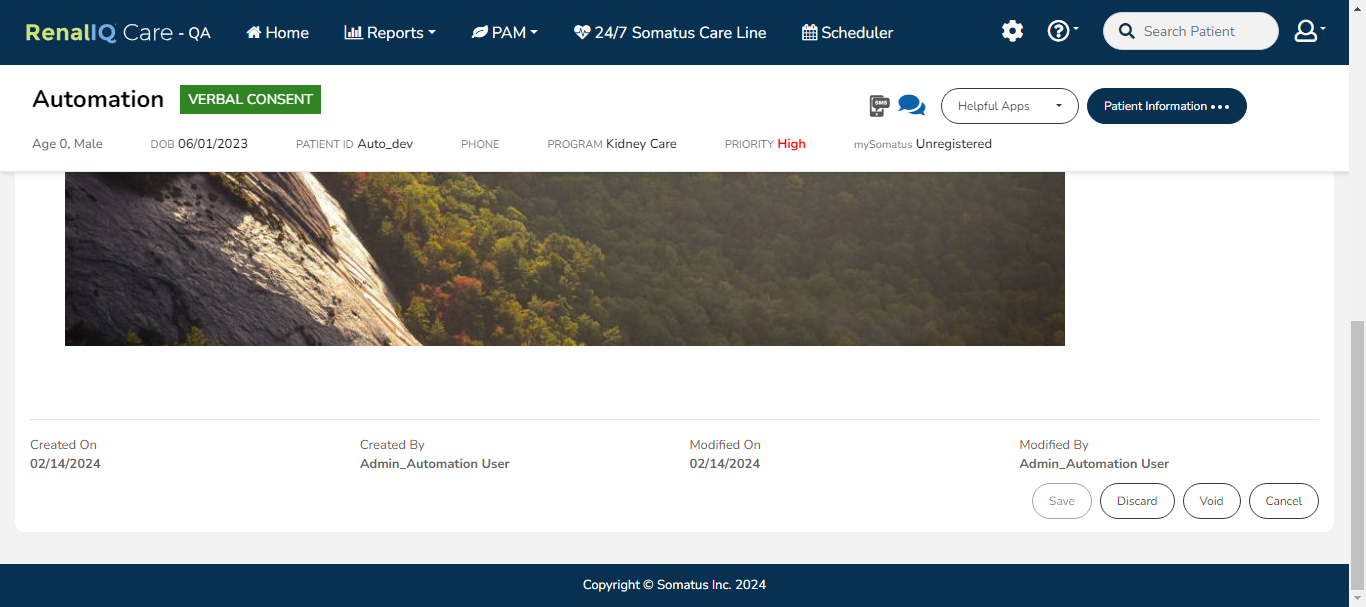 RenalIQ Care - QA Home Reports PAM 24/7 Somatus Care Line Scheduler Search Patient
Automation VERBAL CONSENT SMS Helpful Apps Patient Information
Age 0, Male DOB 06/01/2023 PATIENT ID Auto_dev PHONE PROGRAM Kidney Care PRIORITY High mySomatus Unregistered
Created On Created By Modified On Modified By
02/14/2024 Admin_Automation User 02/14/2024 Admin_Automation User
Save Discard Void Cancel
Copyright © Somatus Inc. 2024